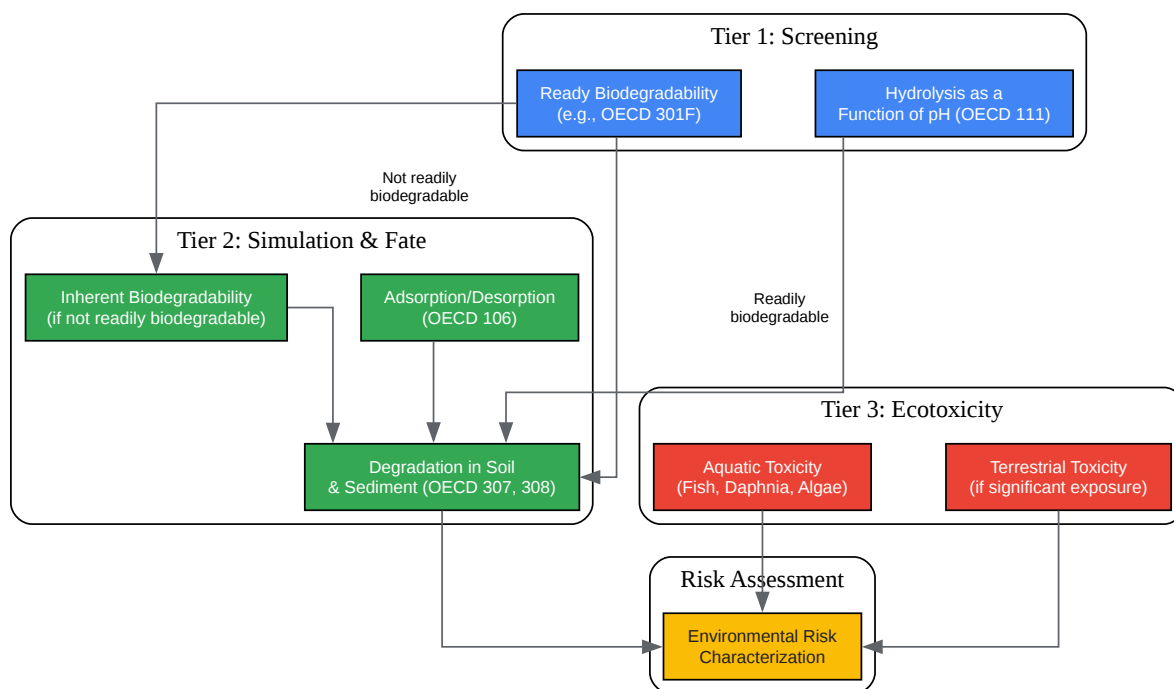 Tier 1: Screening
Ready Biodegradability
(e.g., OECD 301F)
Hydrolysis as a
Function of pH (OECD 111)
Not readily
biodegradable
Tier 2: Simulation & Fate
Inherent Biodegradability
(if not readily biodegradable)
Adsorption/Desorption
(OECD 106)
Readily
biodegradable
Degradation in Soil
& Sediment (OECD 307, 308)
Tier 3: Ecotoxicity
Aquatic Toxicity
(Fish, Daphnia, Algae)
Terrestrial Toxicity
(if significant exposure)
Risk Assessment
Environmental Risk
Characterization